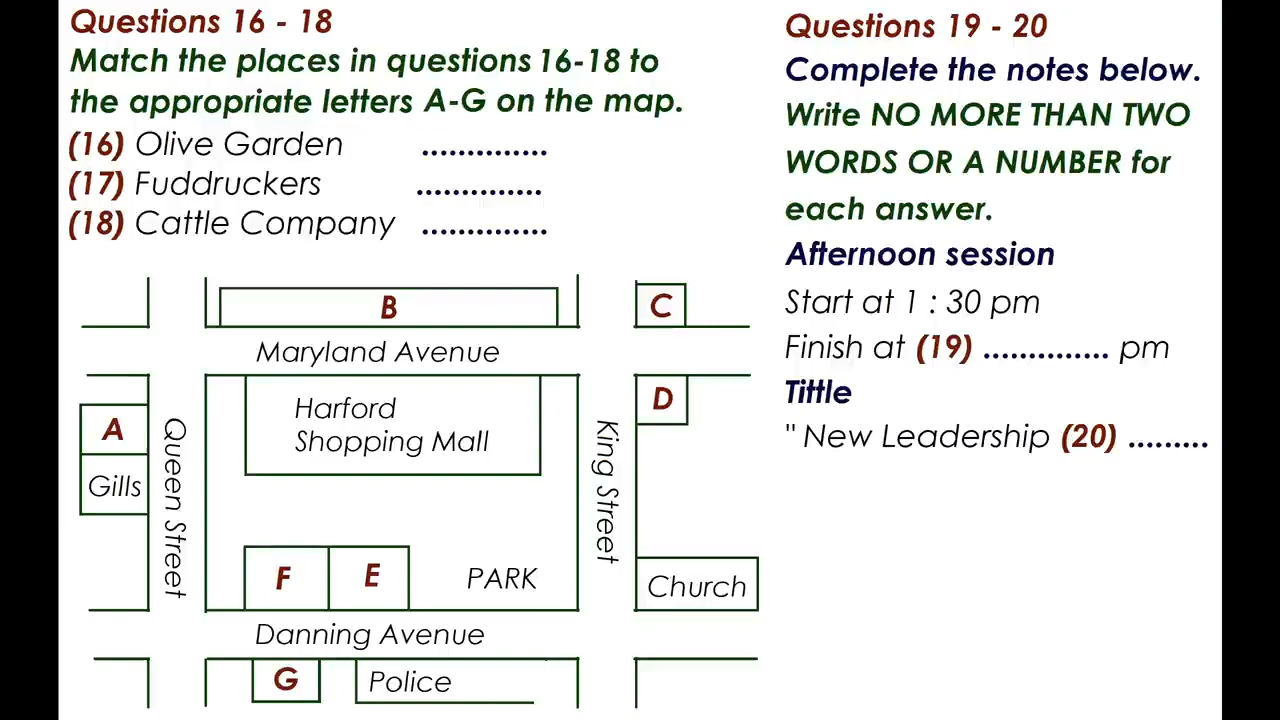 Questions 16 - 18
Match the places in questions 16-18 to
the appropriate letters A-G on the map.
(16) Olive Garden ..............
(17) Fuddruckers ..............
(18) Cattle Company ..............
B
C
Maryland Avenue
A
Gills
Queen Street
Harford
Shopping Mall
King Street
D
F
E
PARK
Church
Danning Avenue
G
Police
Questions 19 - 20
Complete the notes below.
Write NO MORE THAN TWO
WORDS OR A NUMBER for
each answer.
Afternoon session
Start at 1 : 30 pm
Finish at (19) .............. pm
Tittle
" New Leadership (20) .........